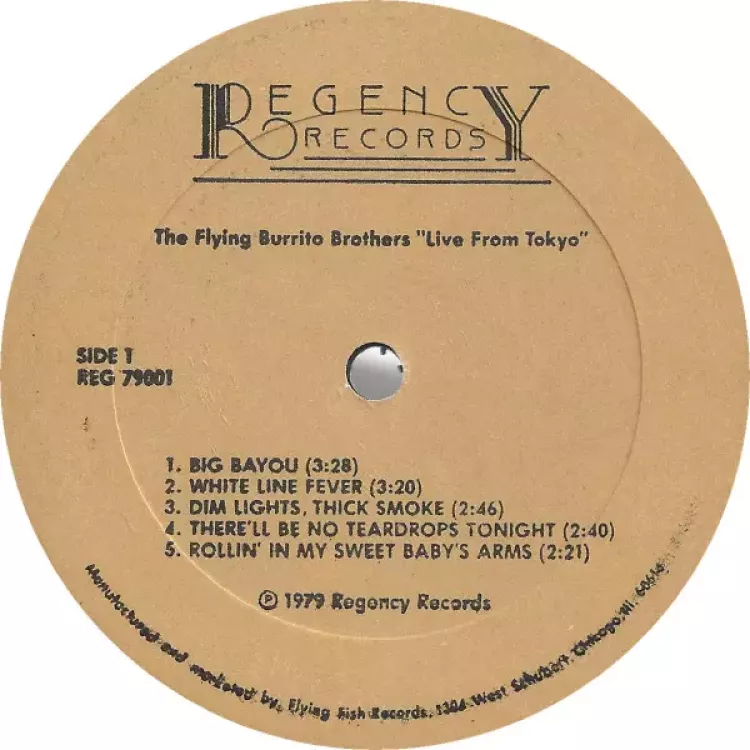 REGENCY
RECORDS
The Flying Burrito Brothers "Live From Tokyo"
SIDE 1
REG 79001
1. BIG BAYOU (3:28)
2. WHITE LINE FEVER (3:20)
3. DIM LIGHTS, THICK SMOKE (2:46)
4. THERE'LL BE NO TEARDROPS TONIGHT (2:40)
5. ROLLIN' IN MY SWEET BABY'S ARMS (2:21)
Ⓟ 1979 Regency Records
Manufactured and marketed by, Flying Fish Records, 1304 West Schubert, Chicago, Ill. 60614